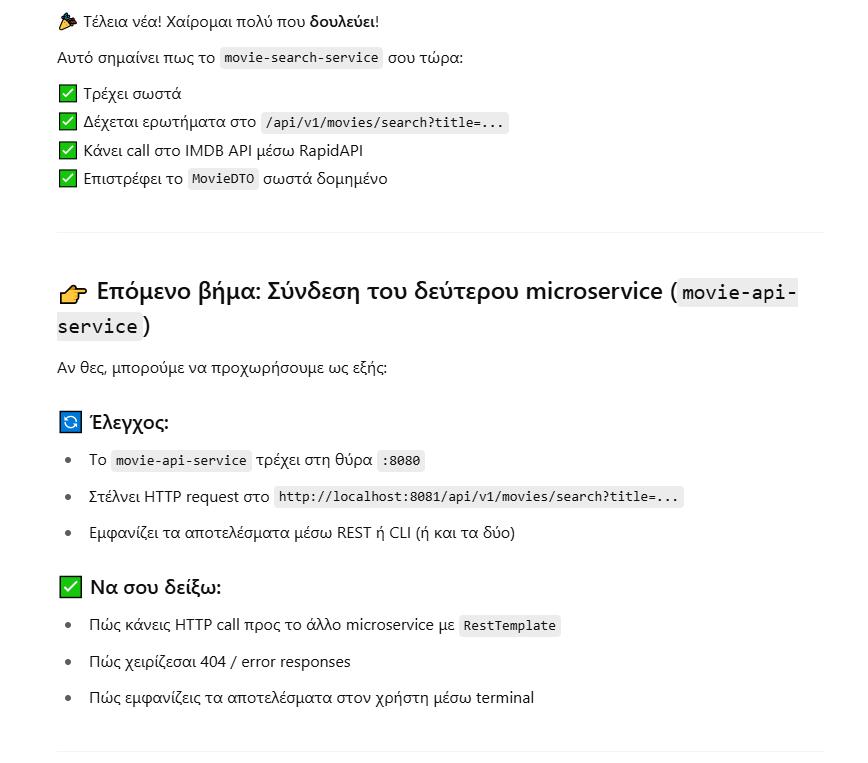 🎉 Τέλεια νέα! Χαίρομαι πολύ που δουλεύει!
Αυτό σημαίνει πως το movie-search-service σου τώρα:
✅ Τρέχει σωστά
✅ Δέχεται ερωτήματα στο /api/v1/movies/search?title=...
✅ Κάνει call στο IMDB API μέσω RapidAPI
✅ Επιστρέφει το MovieDTO σωστά δομημένο
👉 Επόμενο βήμα: Σύνδεση του δεύτερου microservice (movie-api-
service)
Αν θες, μπορούμε να προχωρήσουμε ως εξής:
🔄 Έλεγχος:
• Το movie-api-service τρέχει στη θύρα :8080
• Στέλνει HTTP request στο http://localhost:8081/api/v1/movies/search?title=...
• Εμφανίζει τα αποτελέσματα μέσω REST ή CLI (ή και τα δύο)
✅ Να σου δείξω:
• Πώς κάνεις HTTP call προς το άλλο microservice με RestTemplate
• Πώς χειρίζεσαι 404 / error responses
• Πώς εμφανίζεις τα αποτελέσματα στον χρήστη μέσω terminal